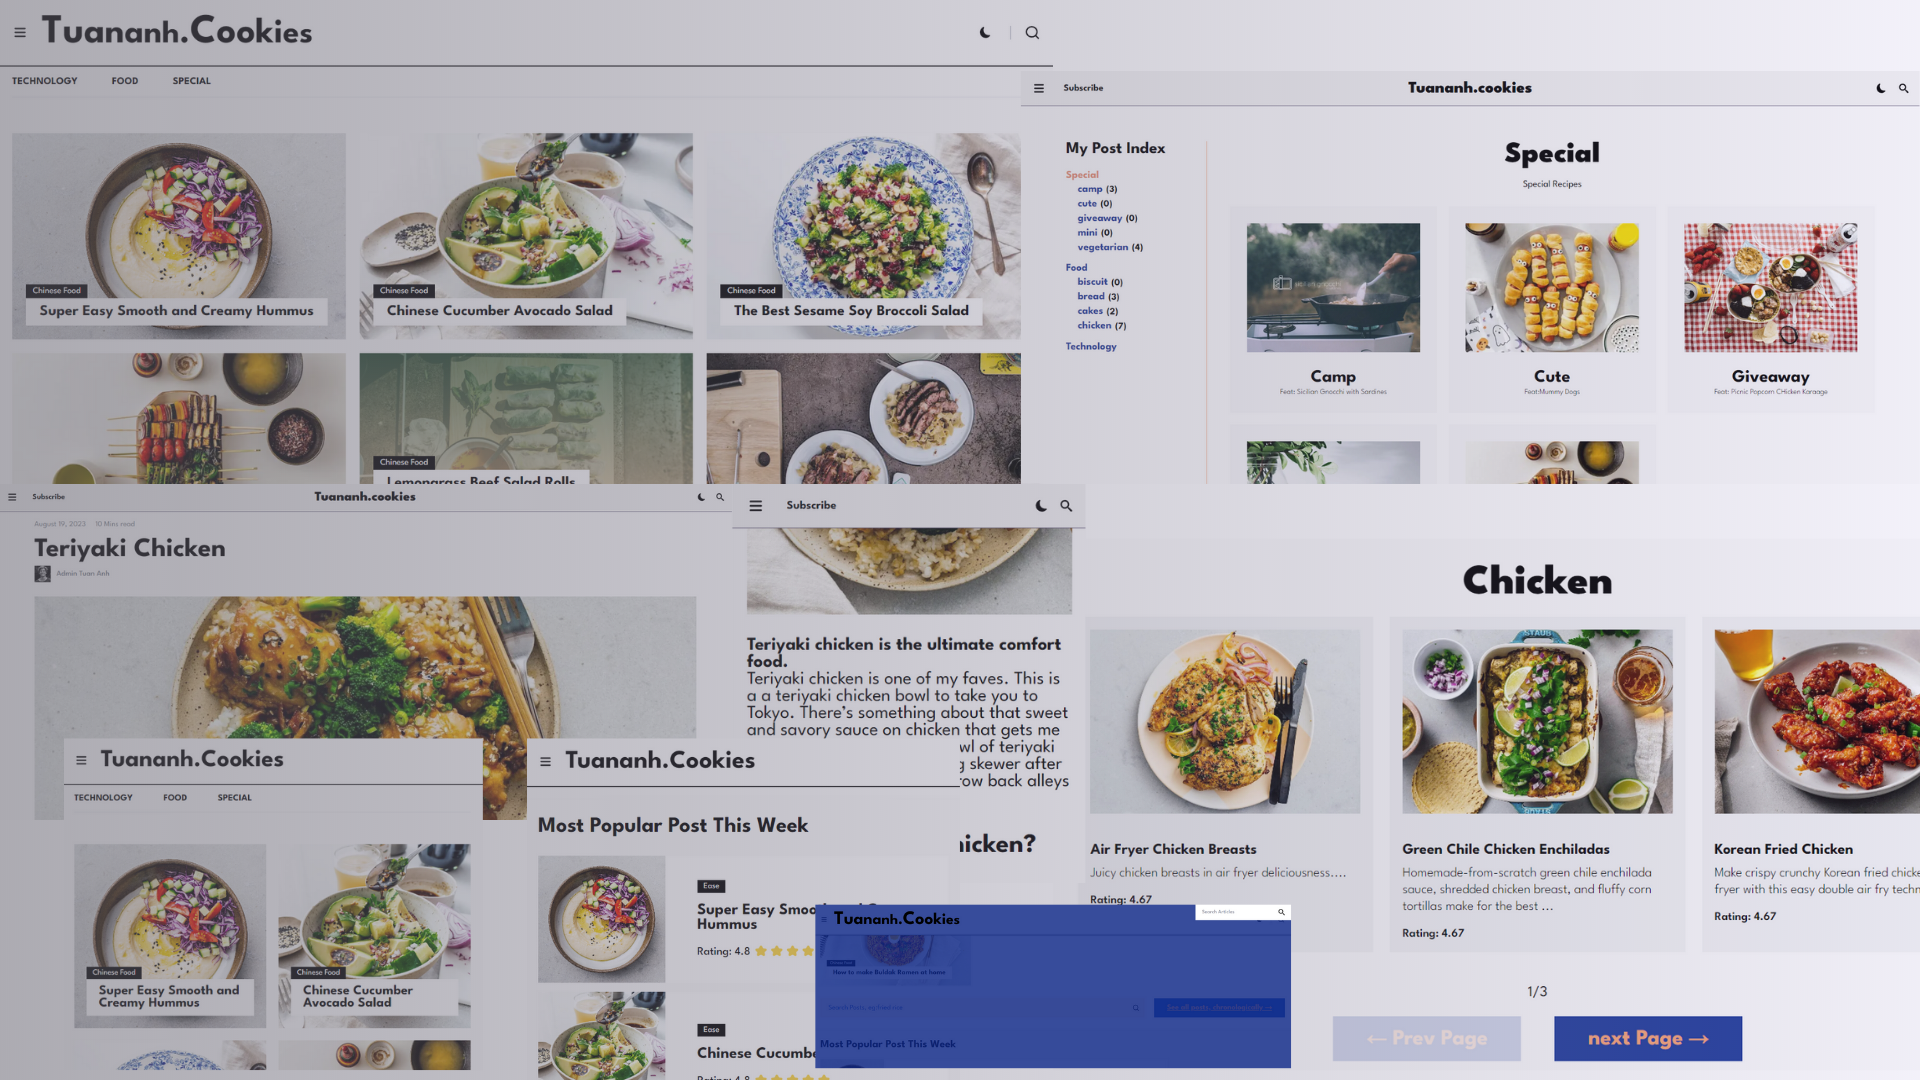 Tuananh.Cookies
TECHNOLOGY FOOD SPECIAL
Chinese Food
Super Easy Smooth and Creamy Hummus
Chinese Food
Chinese Cucumber Avocado Salad
Chinese Food
The Best Sesame Soy Broccoli Salad
Chinese Food
Lemongrass Beef Salad Rolls
Subscribe
Tuananh.cookies
My Post Index
Special
camp (3)
cute (0)
giveaway (0)
mini (0)
vegetarian (4)
Food
biscuit (0)
bread (3)
cakes (2)
chicken (7)
Technology
Special
Special Recipes
Camp
Feat: Sicilian Gnocchi with Sardines
Cute
Feat:Mummy Dogs
Giveaway
Feat: Picnic Popcorn CHicken Karaage
Subscribe
Tuananh.cookies
August 19, 2023 10 Mins read
Teriyaki Chicken
Admin Tuan Anh
Subscribe
Teriyaki chicken is the ultimate comfort
food.
Teriyaki chicken is one of my faves. This is
a a teriyaki chicken bowl to take you to
Tokyo. There's something about that sweet
and savory sauce on chicken that gets me
wl of teriyaki
g skewer after
ow back alleys
hicken?
Tuananh.Cookies
TECHNOLOGY FOOD SPECIAL
Chinese Food
Super Easy Smooth and
Creamy Hummus
Chinese Food
Chinese Cucumber
Avocado Salad
Tuananh.Cookies
Most Popular Post This Week
Ease
Super Easy Smoo
Hummus
Rating: 4.8
Ease
Chinese Cucumb
Rating: 4.8
Tuananh.Cookies
Search Articles
How to make Buldak Ramen at home
See all posts, chronologically →
Most Popular Post This Week
Chicken
STAUB
Air Fryer Chicken Breasts
Juicy chicken breasts in air fryer deliciousness....
Rating: 4.67
Green Chile Chicken Enchiladas
Homemade-from-scratch green chile enchilada
sauce, shredded chicken breast, and fluffy corn
tortillas make for the best ...
Rating: 4.67
Korean Fried Chicken
Make crispy crunchy Korean fried chicke
fryer with this easy double air fry techn
Rating: 4.67
1/3
← Prev Page
next Page →